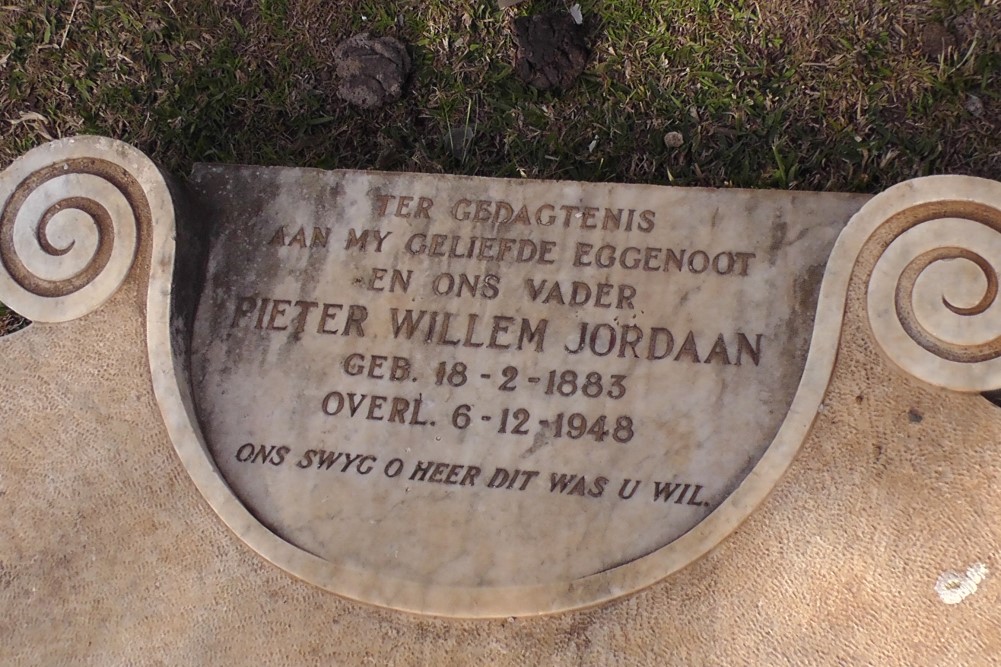 TER GEDAGTENIS
AAN MY GELIEFDE EGGENOOT
EN ONS VADER
PIETER WILLEM JORDAAN
GEB. 18-2-1883
OVERL. 6-12-1948
ONS SWYG O HEER DIT WAS U WIL.